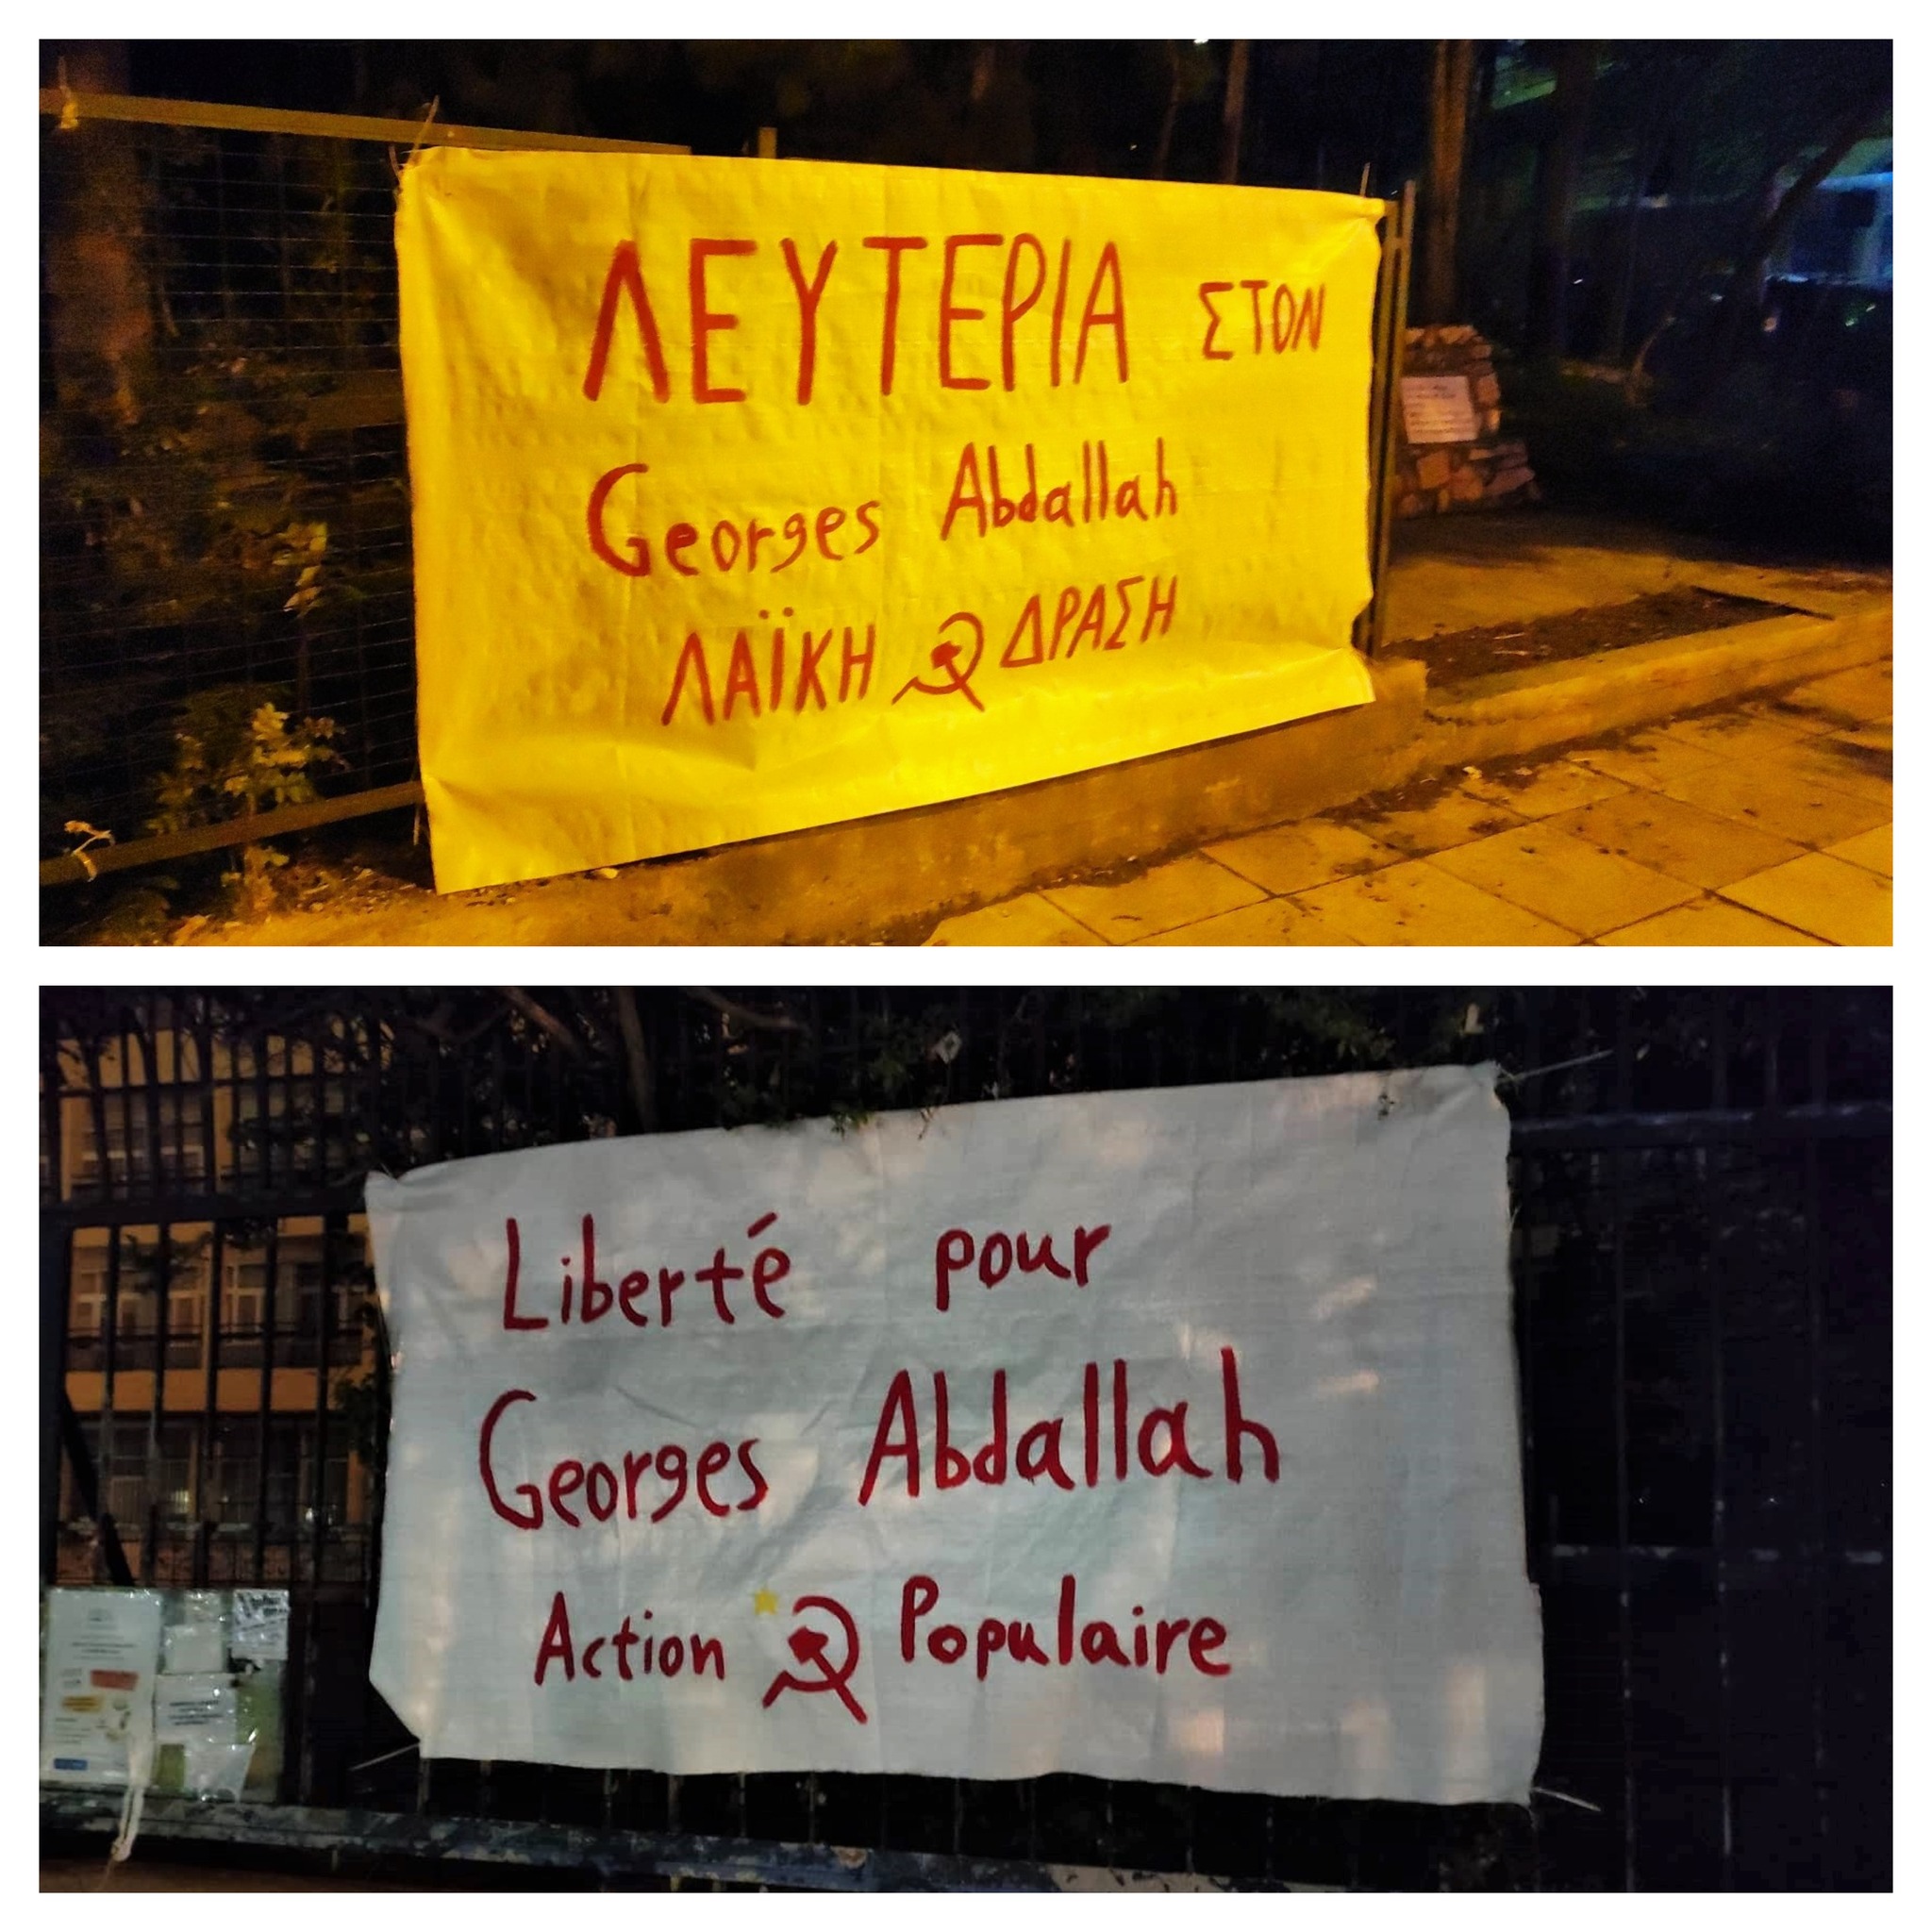 ΛΕΥΤΕΡΙΑ ΣΤΟΝ
Georges Abdallah
ΛΑΪΚΗ ΔΡΑΣΗ
Liberté pour
Georges Abdallah
Action Populaire